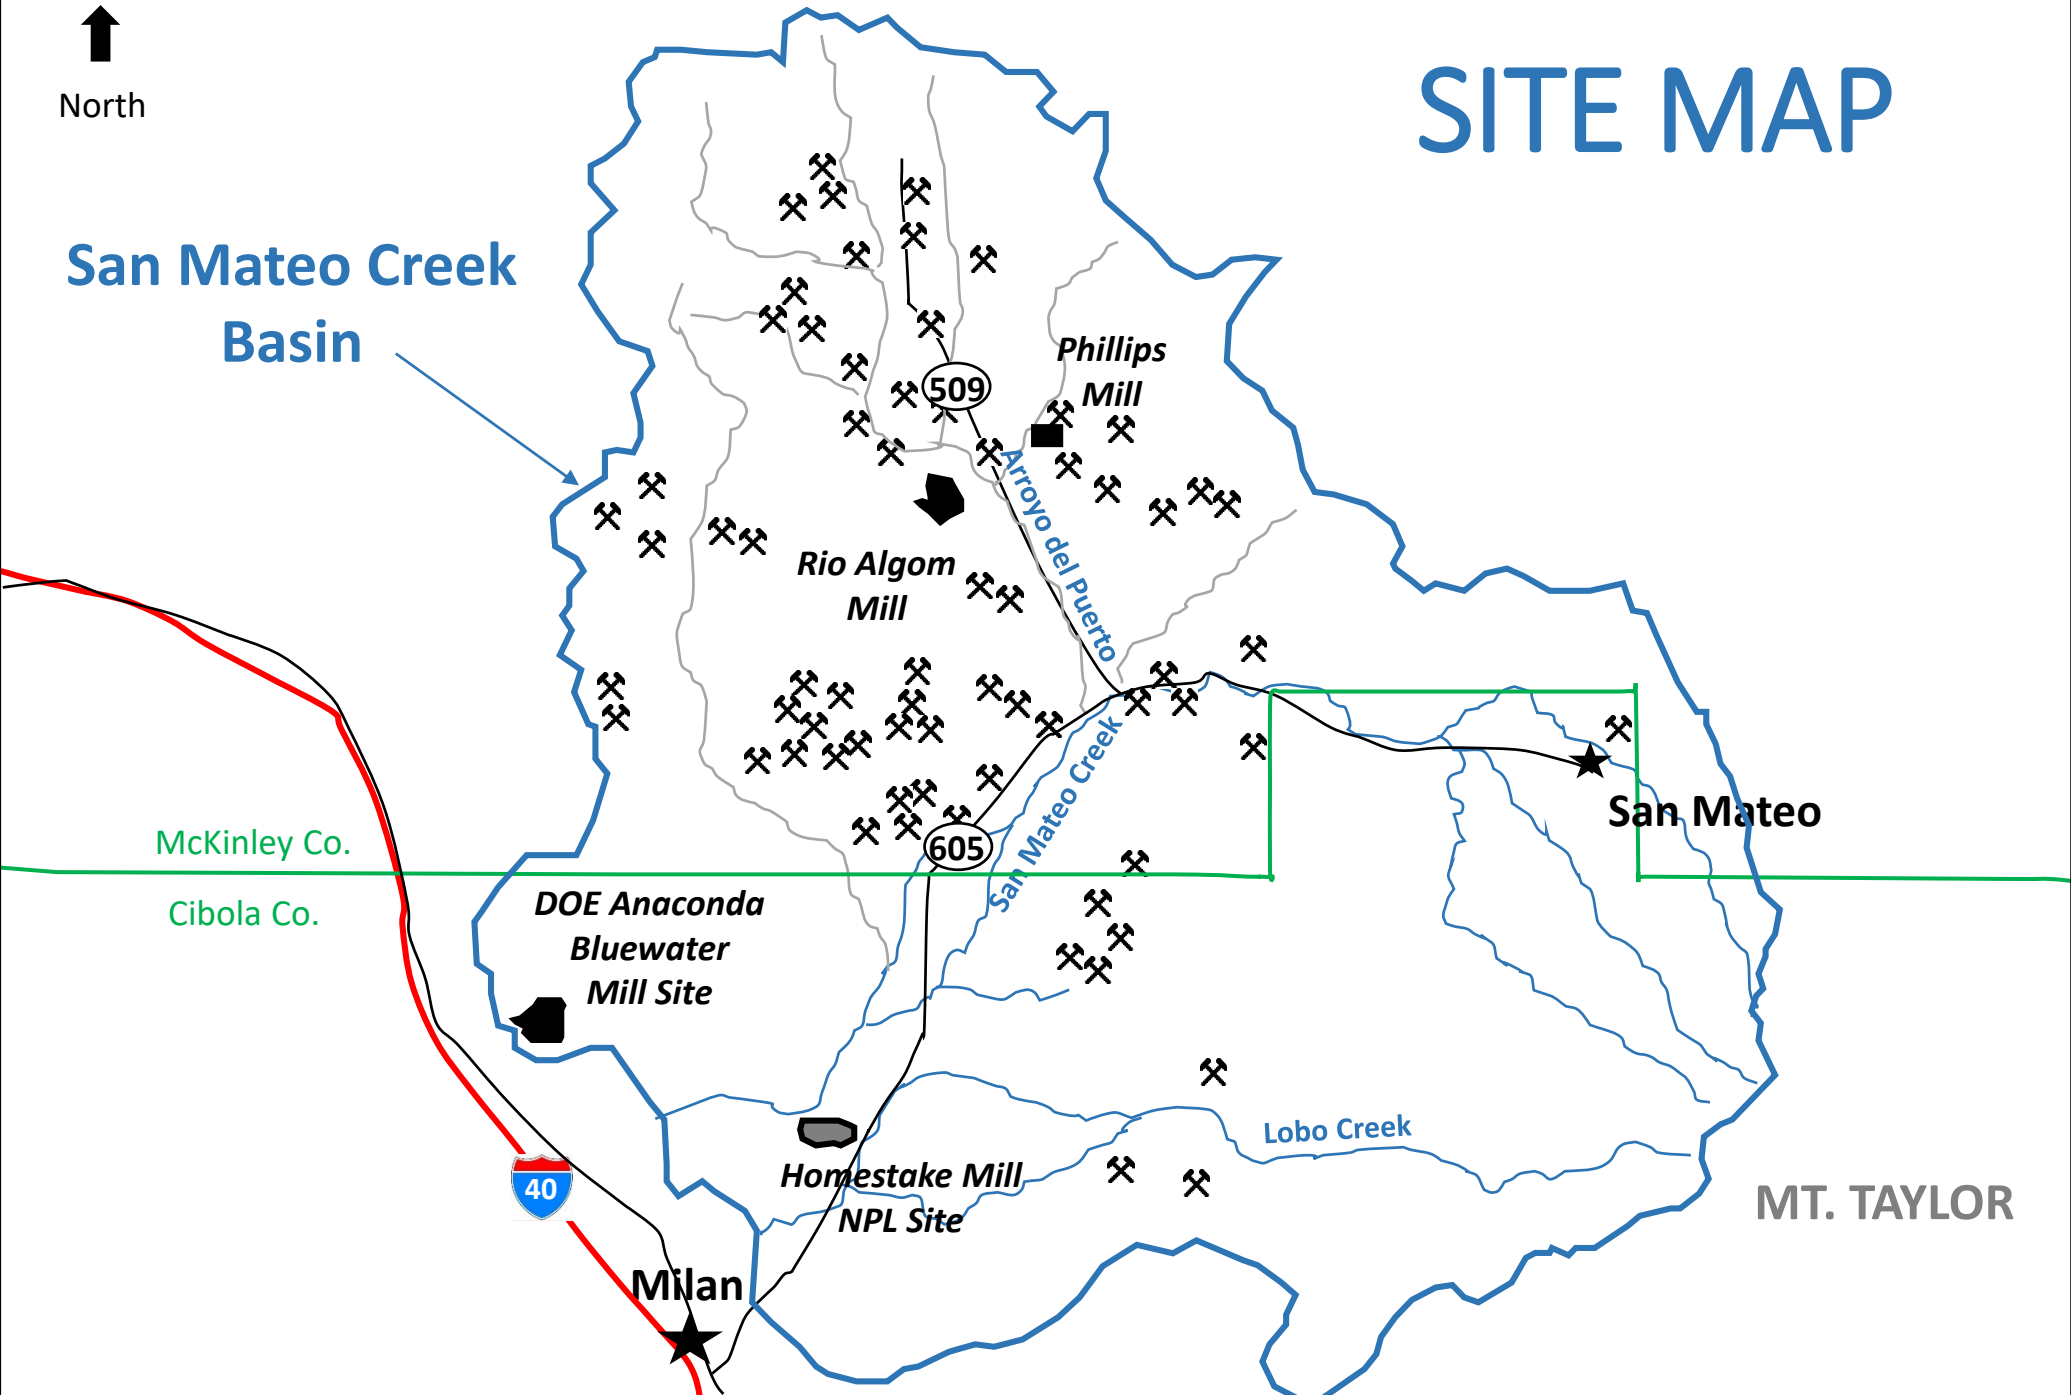 North
SITE MAP
San Mateo Creek
Basin
Phillips
Mill
509
Arroyo del Puerto
Rio Algom
Mill
San Mateo Creek
San Mateo
605
McKinley Co.
Cibola Co.
DOE Anaconda
Bluewater
Mill Site
Lobo Creek
Homestake Mill
NPL Site
40
MT. TAYLOR
Milan